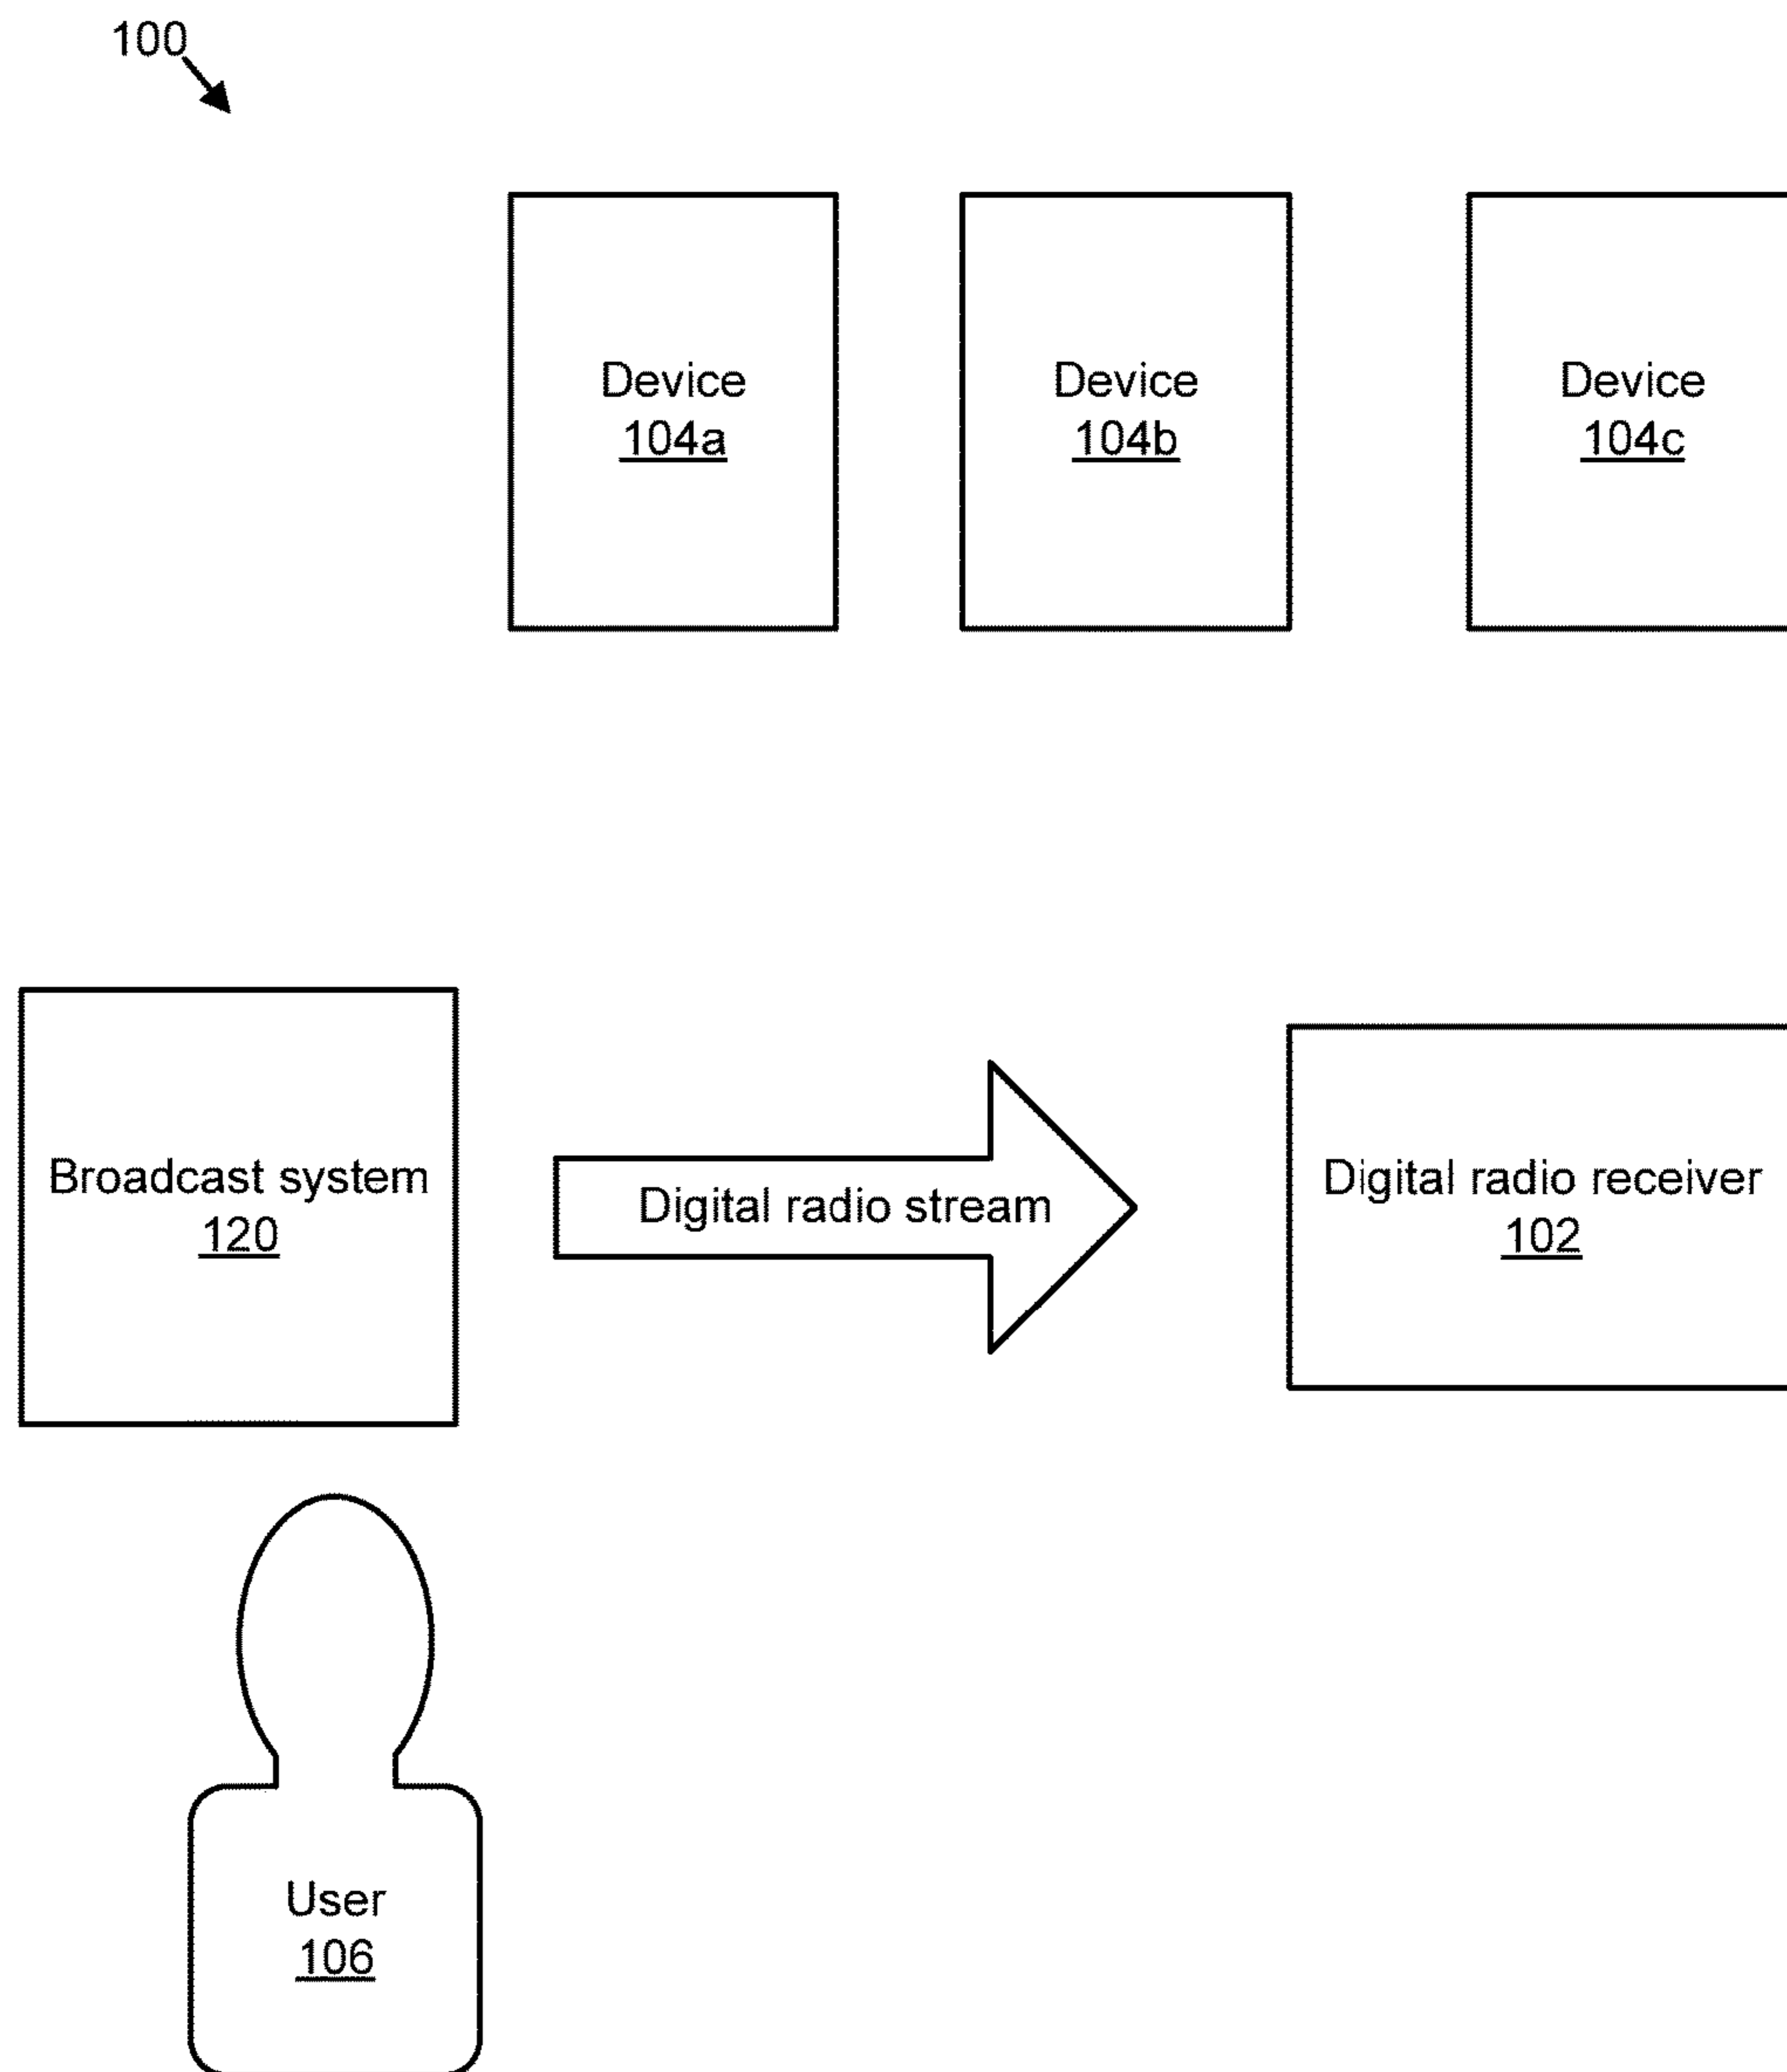 100
Device
104a
Device
104b
Device
104c
Broadcast system
120
Digital radio stream
Digital radio receiver
102
User
106